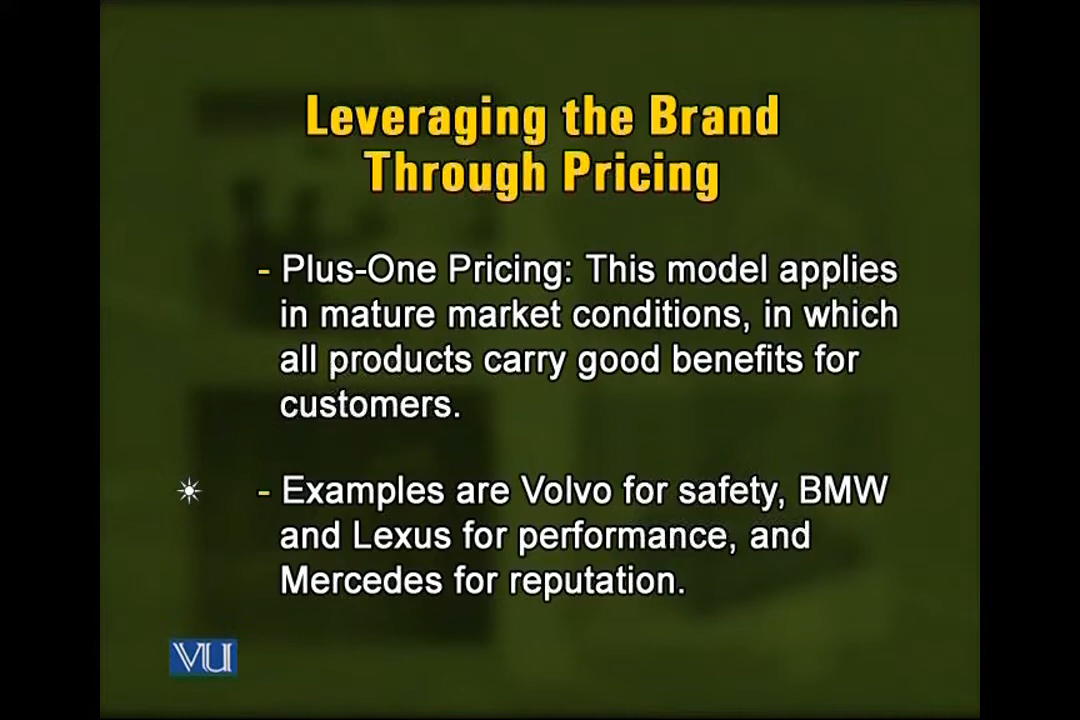 Leveraging the Brand
Through Pricing
- Plus-One Pricing: This model applies
in mature market conditions, in which
all products carry good benefits for
customers.
- Examples are Volvo for safety, BMW
and Lexus for performance, and
Mercedes for reputation.
VU